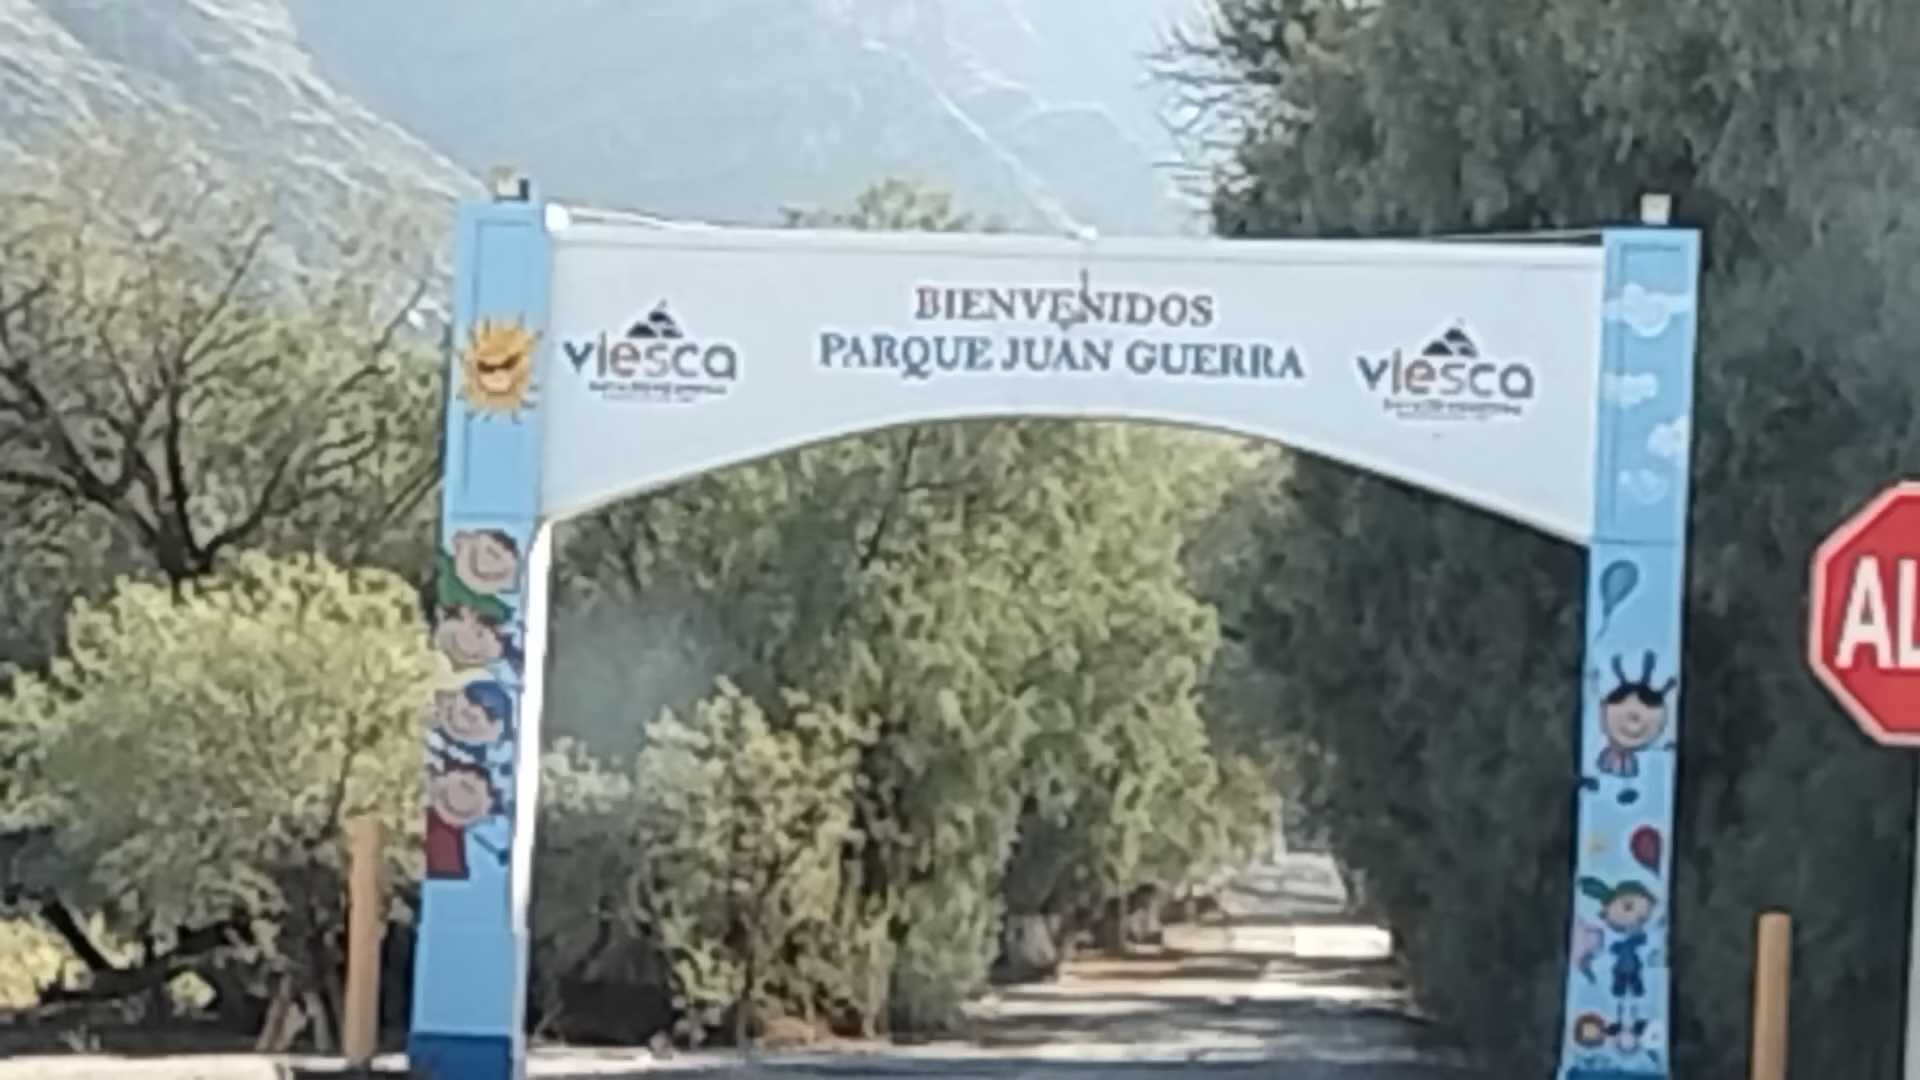 BIENVENIDOS
PARQUE JUAN GUERRA
viesca
viesca
AL